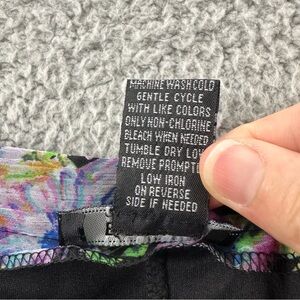 MACHINE WASH COLD
GENTLE CYCLE
WITH LIKE COLORS
ONLY NON-CHLORINE
BLEACH WHEN NEEDED
TUMBLE DRY LOW
REMOVE PROMPTLY
LOW IRON
ON REVERSE
SIDE IF NEEDED